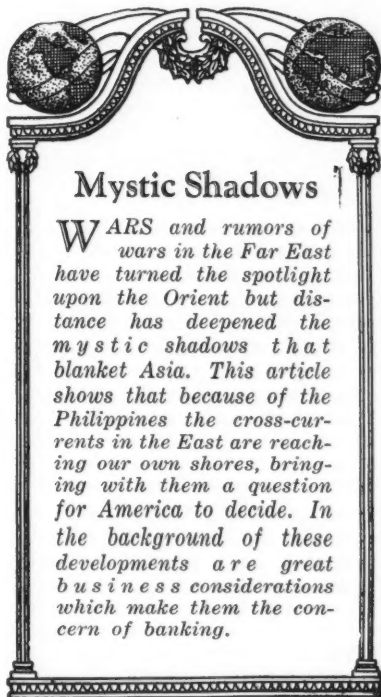 Mystic Shadows
WARS and rumors of
wars in the Far East
have turned the spotlight
upon the Orient but dis-
tance has deepened the
mystic shadows that
blanket Asia. This article
shows that because of the
Philippines the cross-cur-
rents in the East are reach-
ing our own shores, bring-
ing with them a question
for America to decide. In
the background of these
developments are great
business considerations
which make them the con-
cern of banking.